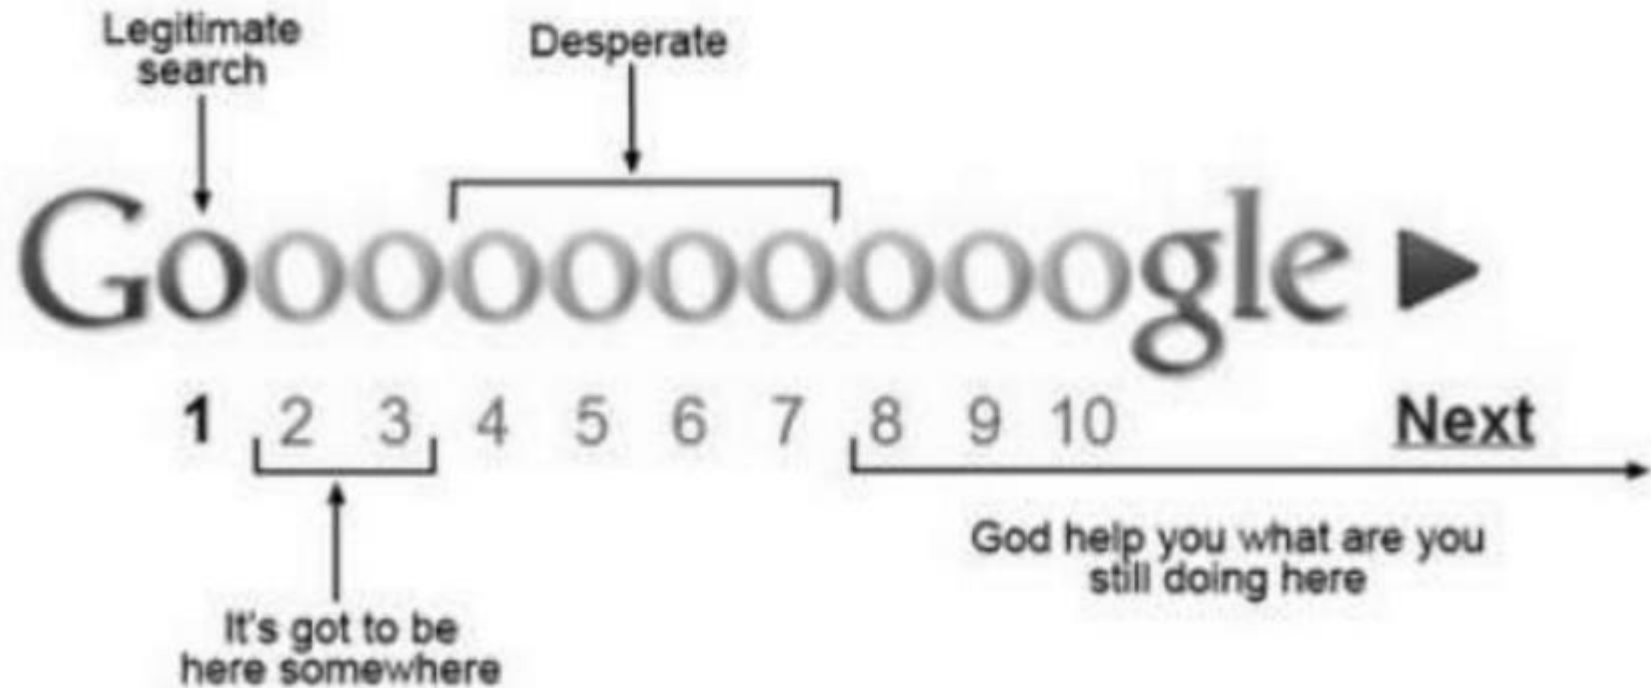 Legitimate
search
Desperate
Goooooooooogle
1 2 3 4 5 6 7 8 9 10 Next
God help you what are you
still doing here
It's got to be
here somewhere